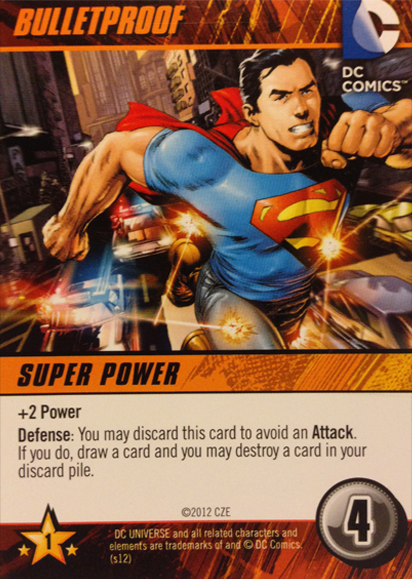 BULLETPROOF
DC
COMICS™
SUPER POWER
+2 Power
Defense: You may discard this card to avoid an Attack.
If you do, draw a card and you may destroy a card in your
discard pile.
©2012 CZE
4
1
DC UNIVERSE and all related characters and
elements are trademarks of and © DC Comics.
(s12)